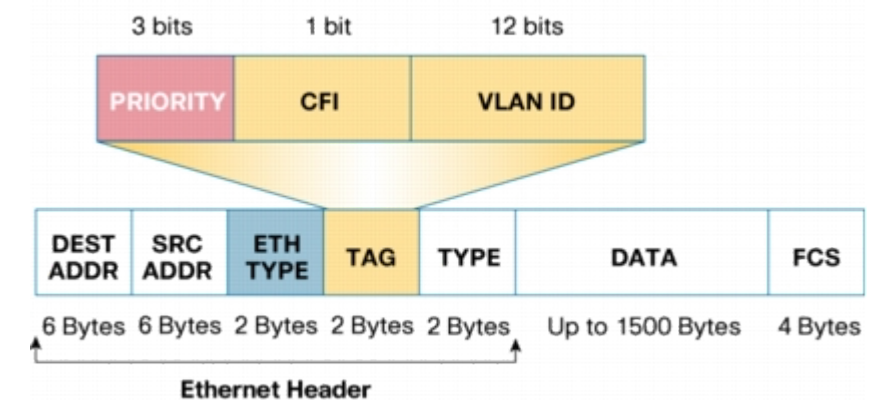 3 bits 1 bit 12 bits
PRIORITY CFI VLAN ID
DEST ADDR SRC ADDR ETH TYPE TAG TYPE DATA FCS
6 Bytes 6 Bytes 2 Bytes 2 Bytes 2 Bytes Up to 1500 Bytes 4 Bytes
Ethernet Header